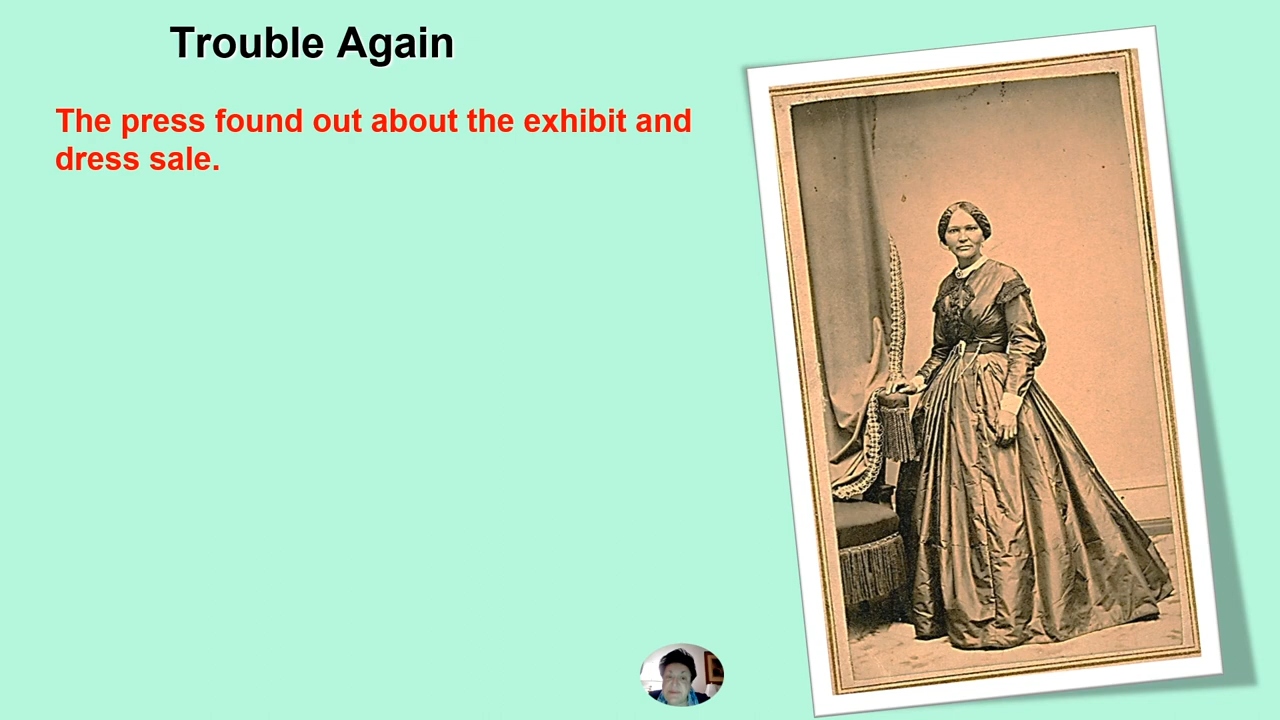 Trouble Again
The press found out about the exhibit and
dress sale.